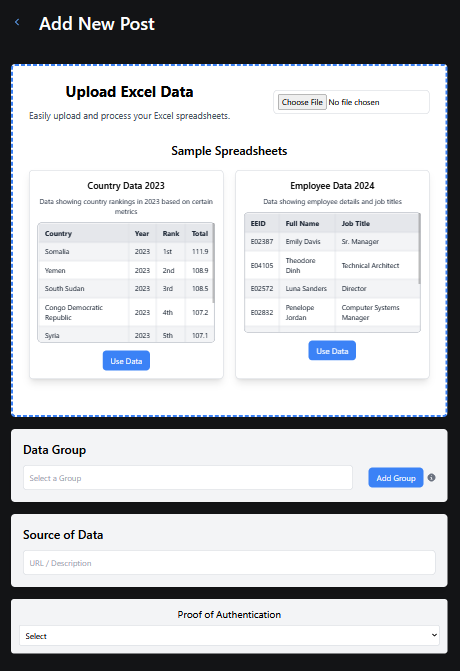 Add New Post
Upload Excel Data
Easily upload and process your Excel spreadsheets.
Choose File No file chosen
Sample Spreadsheets
Country Data 2023
Data showing country rankings in 2023 based on certain
metrics
Country Year Rank Total
Somalia 2023 1st 111.9
Yemen 2023 2nd 108.9
South Sudan 2023 3rd 108.5
Congo Democratic
Republic 2023 4th 107.2
Syria 2023 5th 107.1
Use Data
Employee Data 2024
Data showing employee details and job titles
EEID Full Name Job Title
E02387 Emily Davis Sr. Manager
E04105 Theodore
Dinh Technical Architect
E02572 Luna Sanders Director
E02832 Penelope
Jordan Computer Systems
Manager
Use Data
Data Group
Select a Group
Add Group
Source of Data
URL / Description
Proof of Authentication
Select